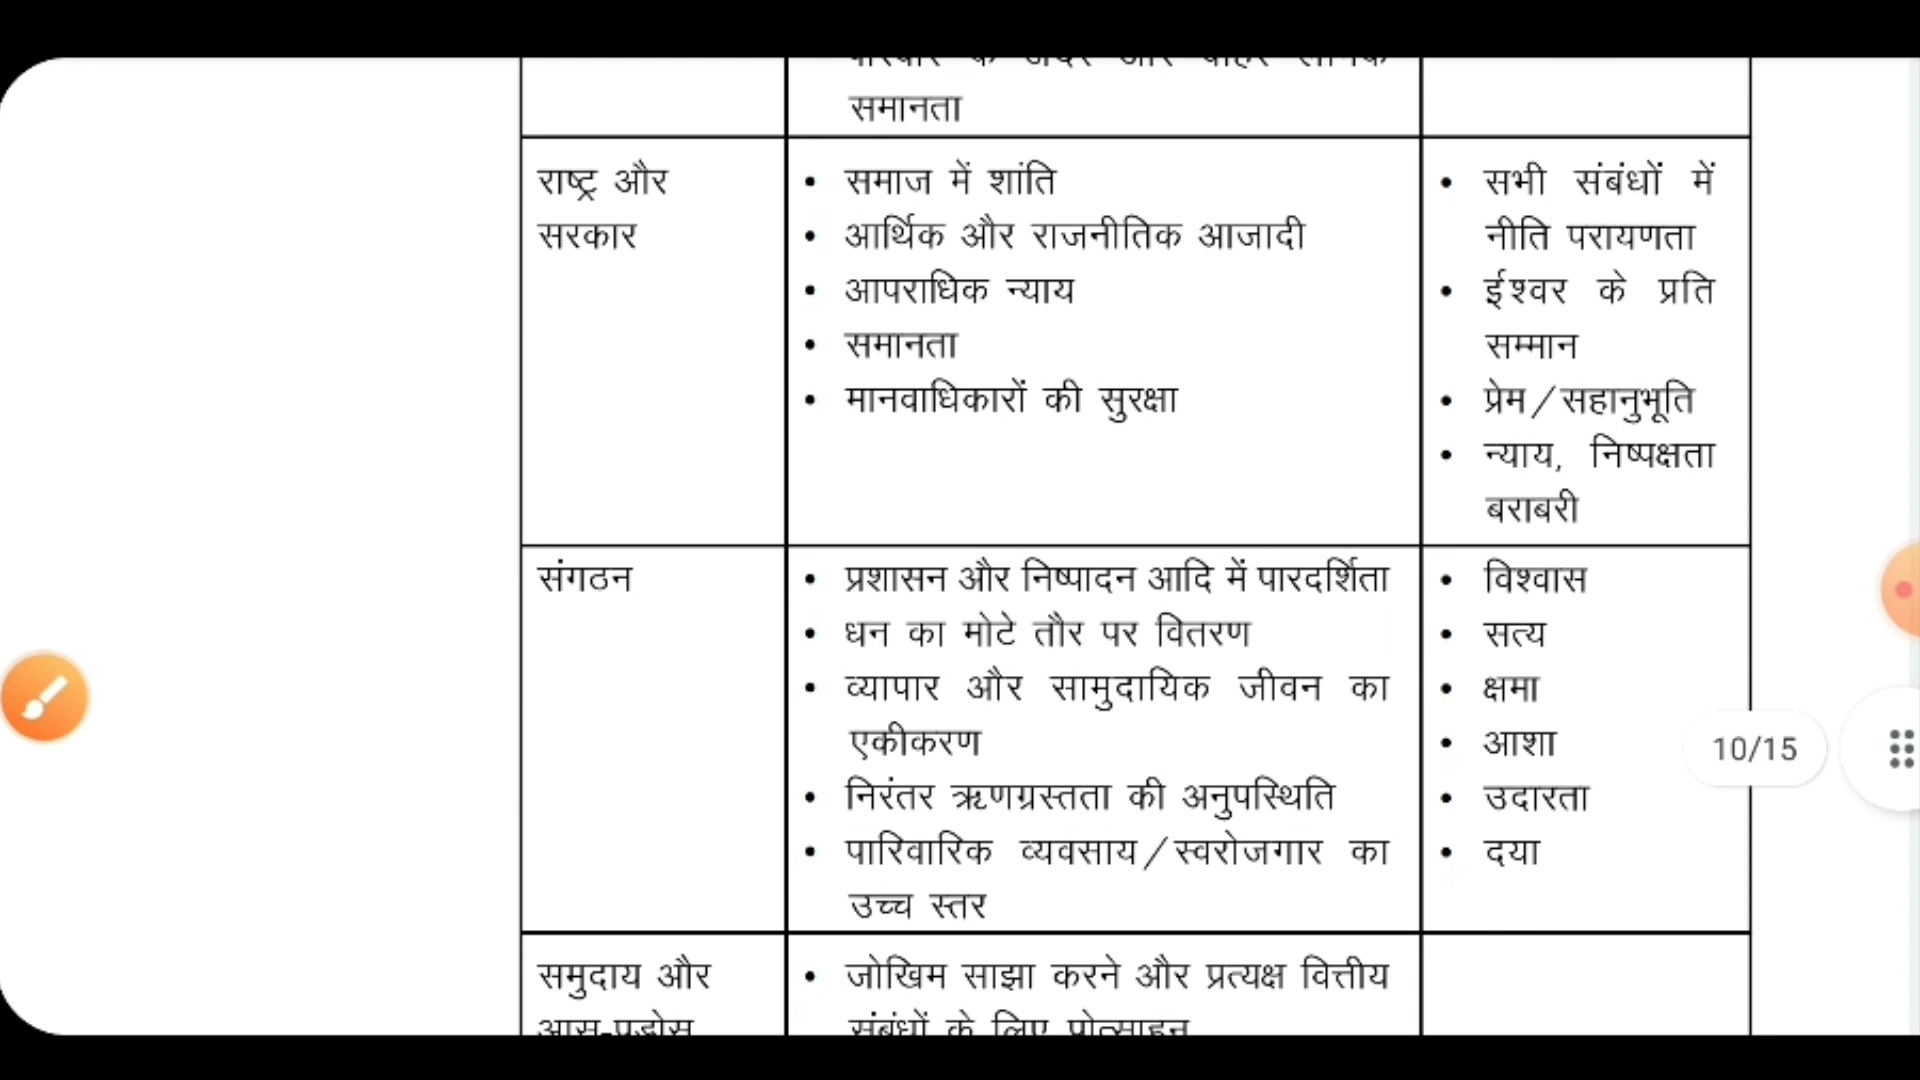 समानता
राष्ट्र और
सरकार
• समाज में शांति
• आर्थिक और राजनीतिक आजादी
• आपराधिक न्याय
• समानता
• मानवाधिकारों की सुरक्षा
• सभी संबंधों में
नीति परायणता
• ईश्वर के प्रति
सम्मान
• प्रेम/सहानुभूति
• न्याय, निष्पक्षता
बराबरी
संगठन
• प्रशासन और निष्पादन आदि में पारदर्शिता
• धन का मोटे तौर पर वितरण
• व्यापार और सामुदायिक जीवन का
एकीकरण
• निरंतर ऋणग्रस्तता की अनुपस्थिति
• पारिवारिक व्यवसाय/स्वरोजगार का
उच्च स्तर
• विश्वास
• सत्य
• क्षमा
• आशा
• उदारता
• दया
10/15
समुदाय और
आस-पड़ोस
• जोखिम साझा करने और प्रत्यक्ष वित्तीय
संबंधों के लिए प्रोत्साहन